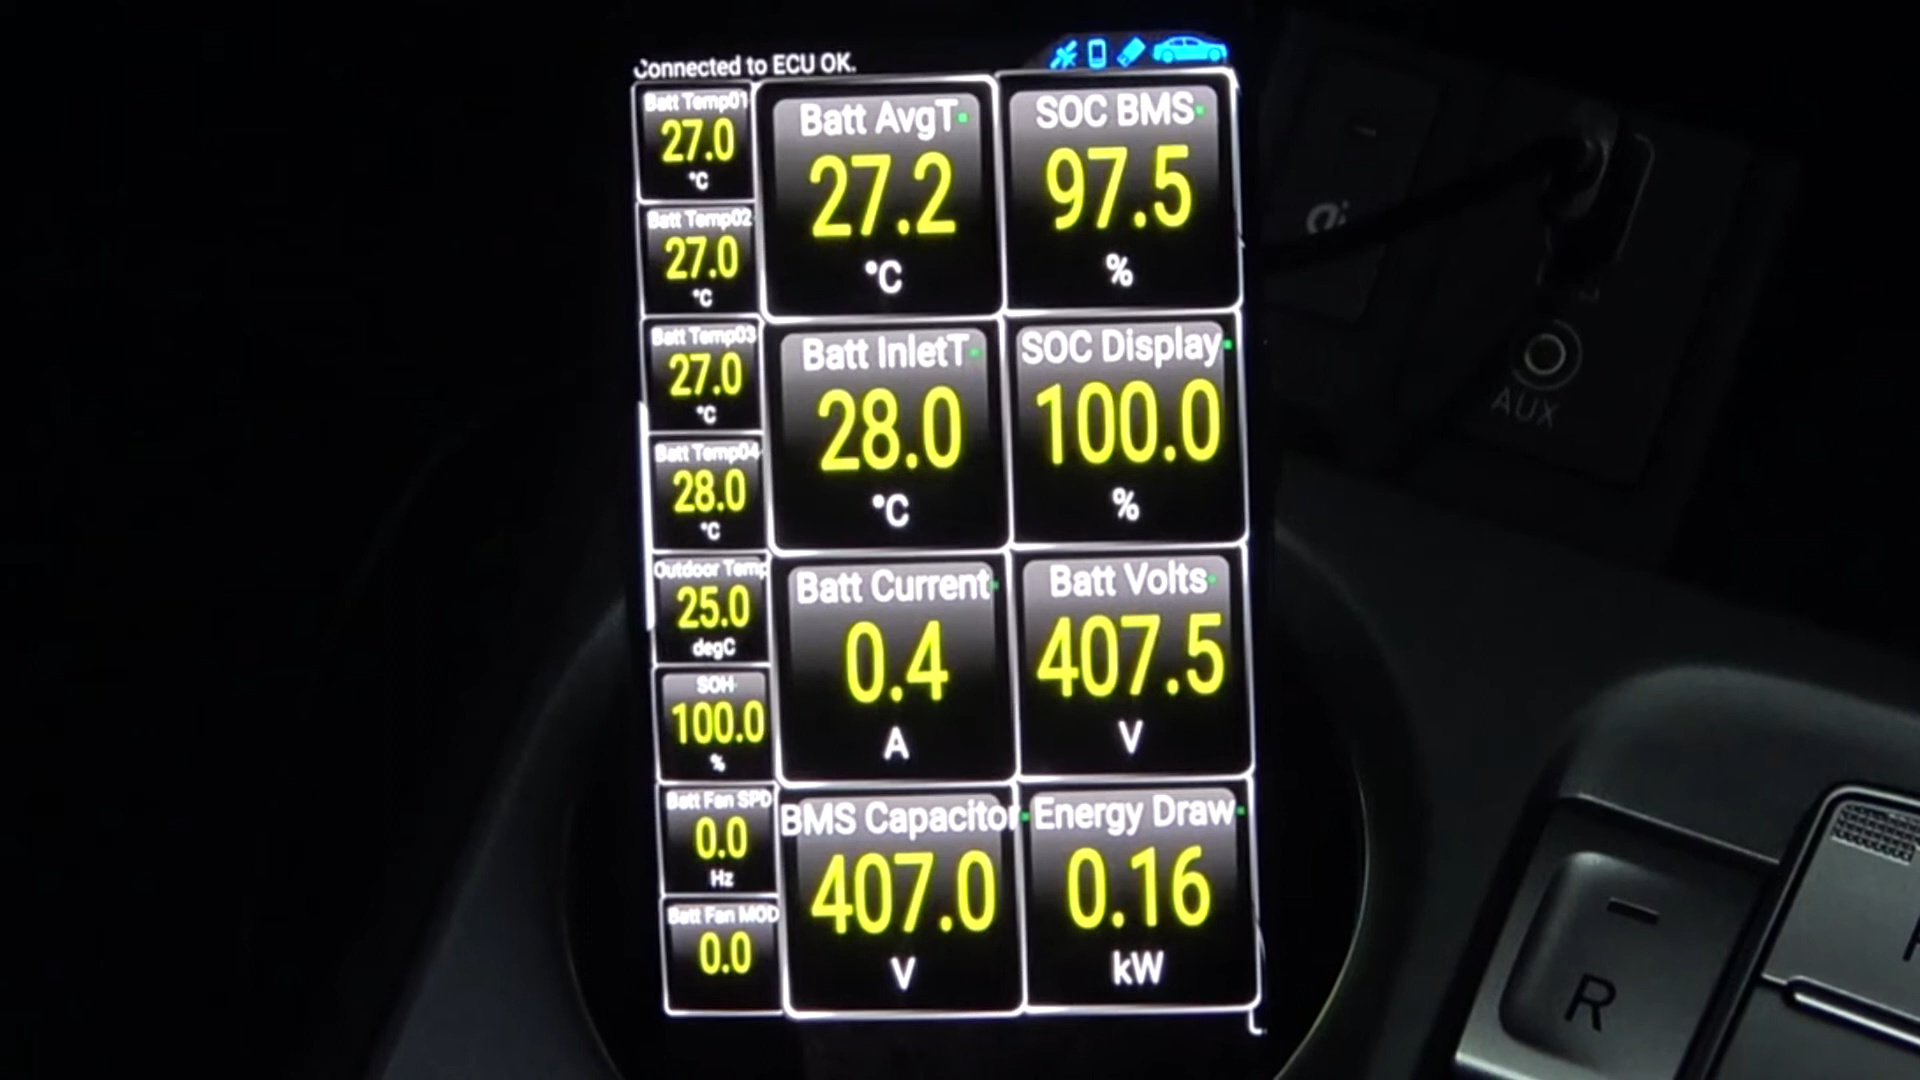 Connected to ECU OK.
Batt Temp01
27.0
°C
Batt Temp02
27.0
°C
Batt Temp03
27.0
°C
Batt Temp04
28.0
°C
Outdoor Temp
25.0
degC
SOH
100.0
%
Batt Fan SPD
0.0
Hz
Batt Fan MOD
0.0
Batt AvgT
27.2
°C
SOC BMS
97.5
%
Batt InletT
28.0
°C
SOC Display
100.0
%
Batt Current
0.4
A
Batt Volts
407.5
V
BMS Capacitor
407.0
V
Energy Draw
0.16
kW
AUX
R